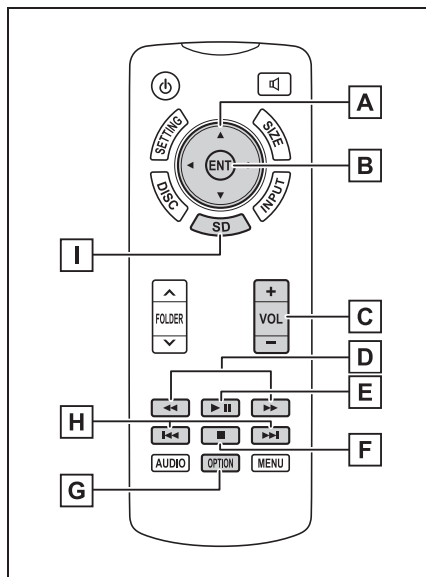 A
SETTING
SIZE
ENT
B
DISC
INPUT
SD
I
FOLDER
+
VOL
−
C
D
E
H
F
AUDIO
OPTION
MENU
G